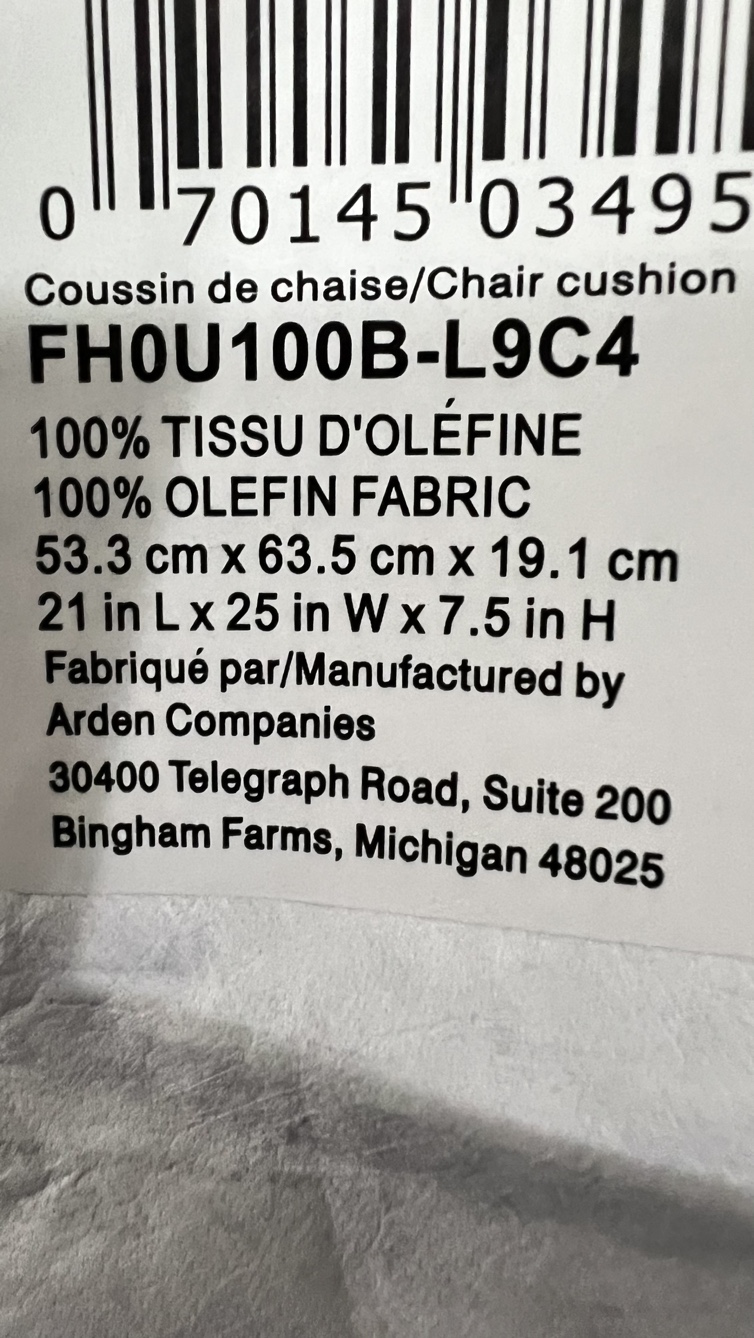 0 70145 03495
Coussin de chaise/Chair cushion
FH0U100B-L9C4
100% TISSU D'OLÉFINE
100% OLEFIN FABRIC
53.3 cm x 63.5 cm x 19.1 cm
21 in L x 25 in W x 7.5 in H
Fabriqué par/Manufactured by
Arden Companies
30400 Telegraph Road, Suite 200
Bingham Farms, Michigan 48025